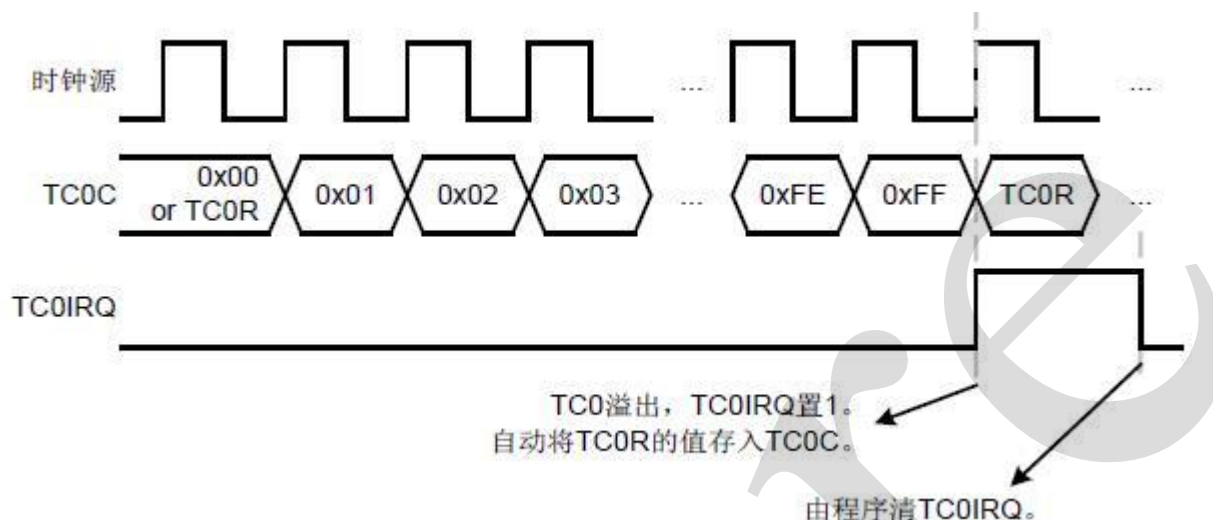 时钟源
... ...
TC0C
0x00
or TC0R
0x01
0x02
0x03
...
0xFE
0xFF
TC0R
...
TC0IRQ
TC0溢出，TC0IRQ置1。
自动将TC0R的值存入TC0C。
由程序清TC0IRQ。
re